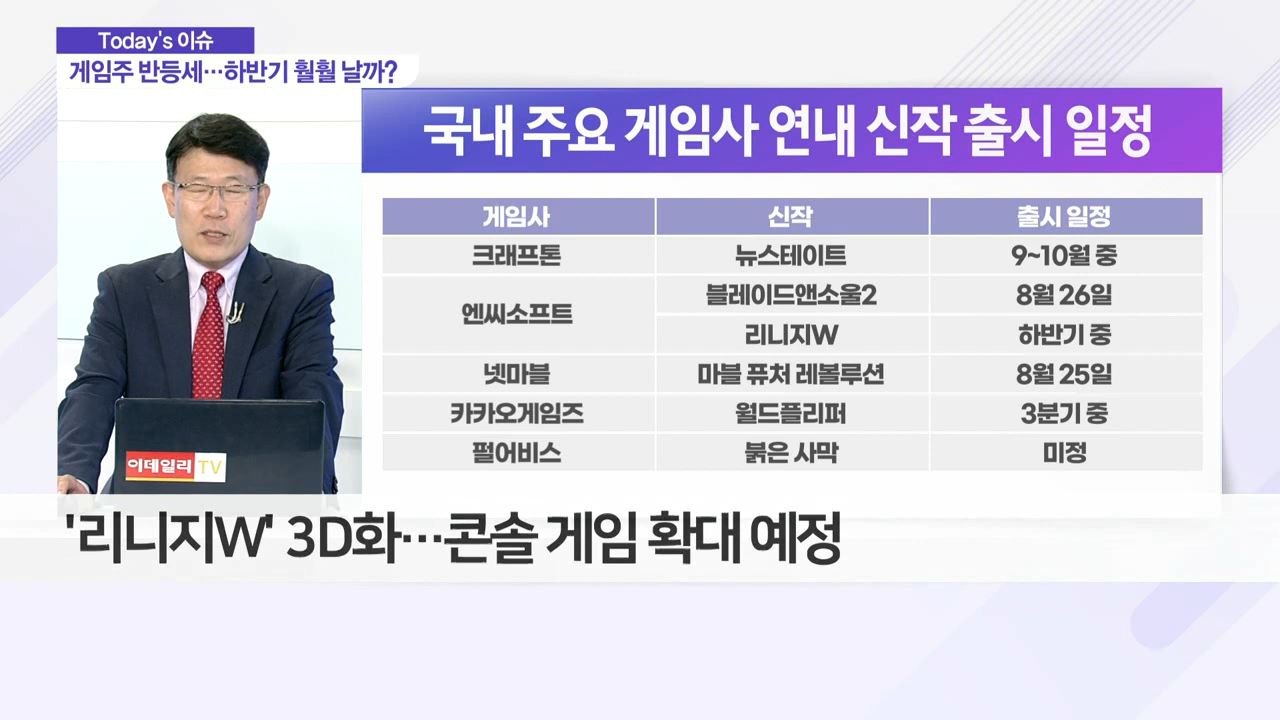 Today's 이슈
게임주 반등세…하반기 훨훨 날까?
국내 주요 게임사 연내 신작 출시 일정
게임사 신작 출시 일정
크래프톤 뉴스테이트 9~10월 중
엔씨소프트 블레이드앤소울2 8월 26일
리니지W 하반기 중
넷마블 마블 퓨처 레볼루션 8월 25일
카카오게임즈 월드플리퍼 3분기 중
펄어비스 붉은 사막 미정
이데일리 TV
'리니지W' 3D화…콘솔 게임 확대 예정